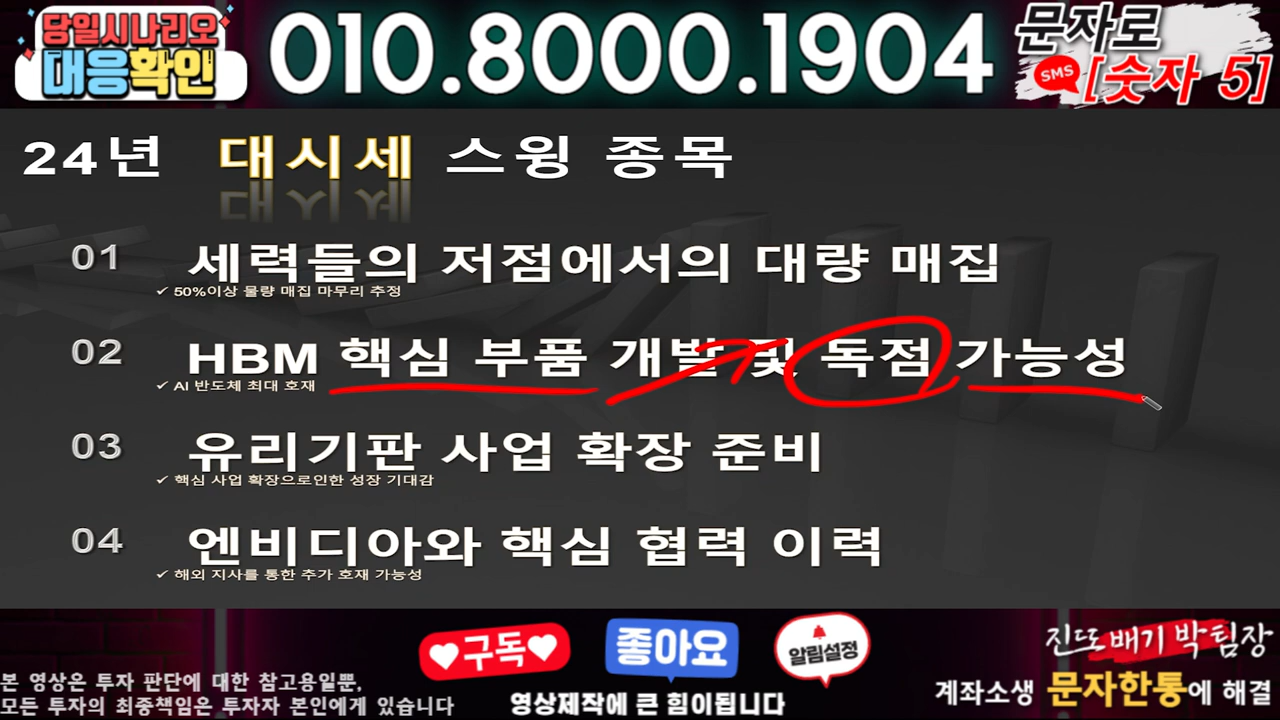 당일시나리오
대응확인
010.8000.1904
문자로
SMS [숫자 5]
24년 대시세 스윙 종목
01 세력들의 저점에서의 대량 매집
✓ 50%이상 물량 매집 마무리 추정
02 HBM 핵심 부품 개발 및 독점 가능성
✓ AI 반도체 최대 호재
03 유리기판 사업 확장 준비
✓ 핵심 사업 확장으로인한 성장 기대감
04 엔비디아와 핵심 협력 이력
✓ 해외 지사를 통한 추가 호재 가능성
본 영상은 투자 판단에 대한 참고용일뿐,
모든 투자의 최종책임은 투자자 본인에게 있습니다
구독
좋아요
알림설정
영상제작에 큰 힘이됩니다
진또배기 박팀장
계좌소생 문자한통에 해결